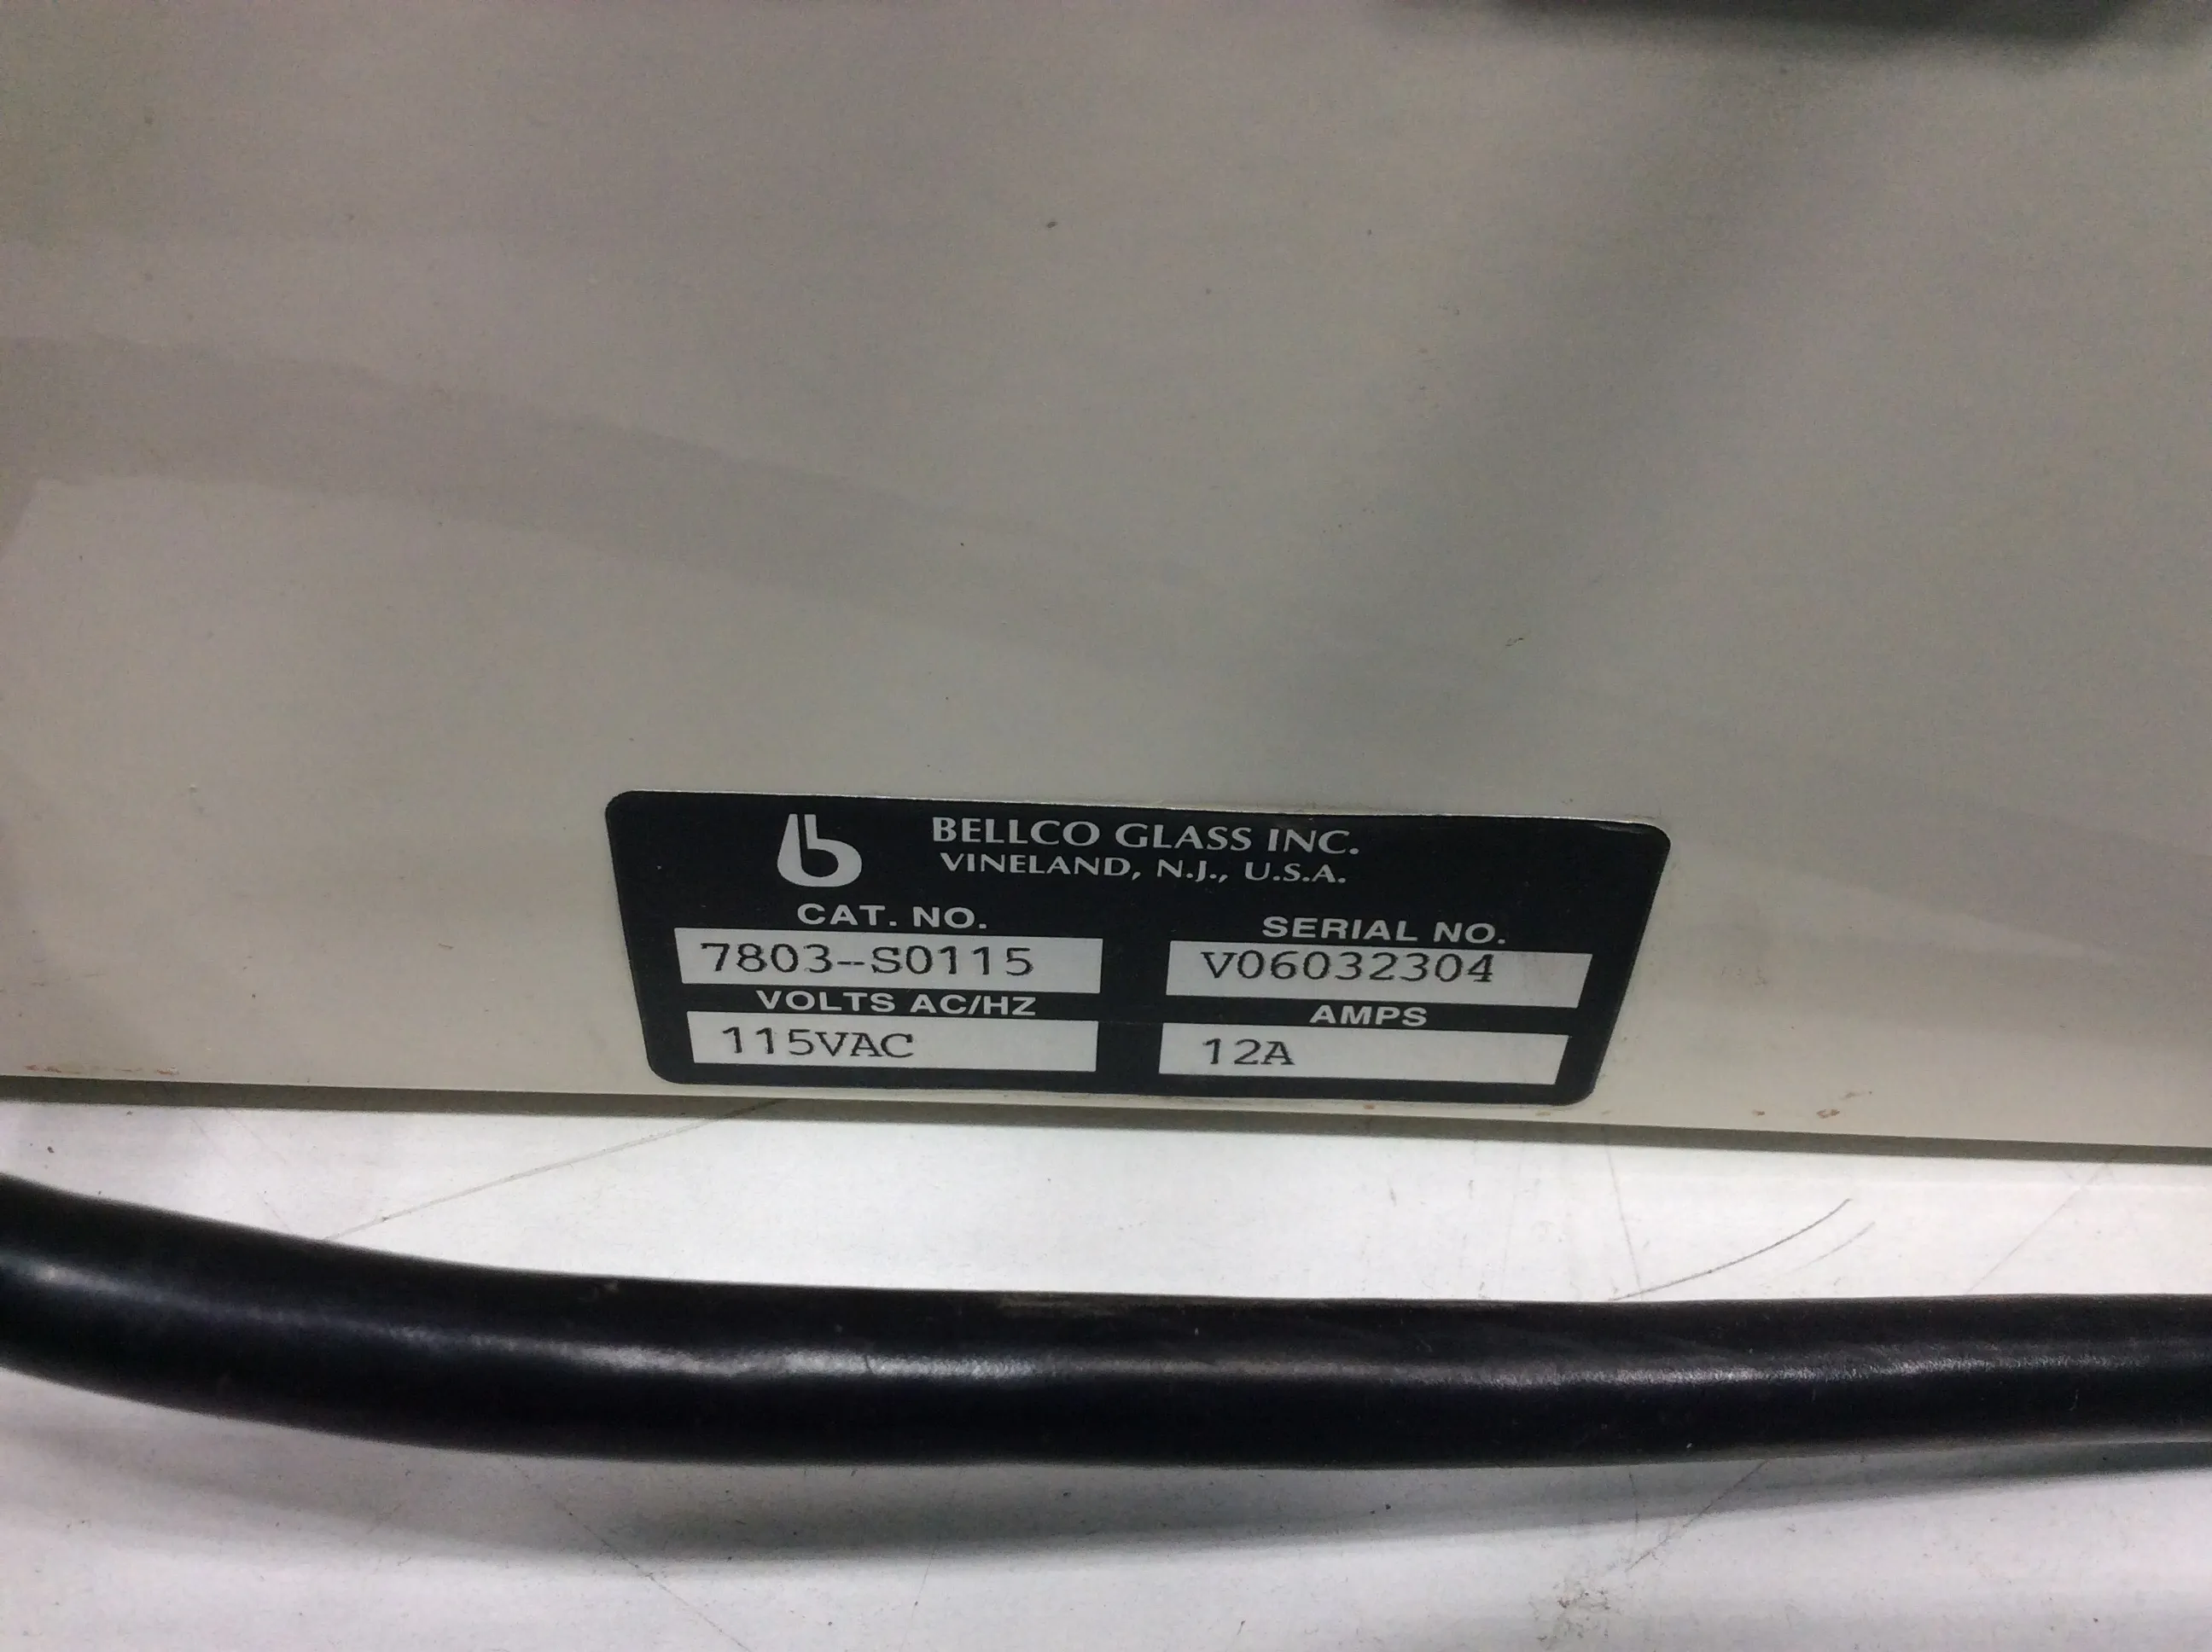 BELLCO GLASS INC.
VINELAND, N.J., U.S.A.
CAT. NO.
7803-S0115
SERIAL NO.
V06032304
VOLTS AC/HZ
115VAC
AMPS
12A